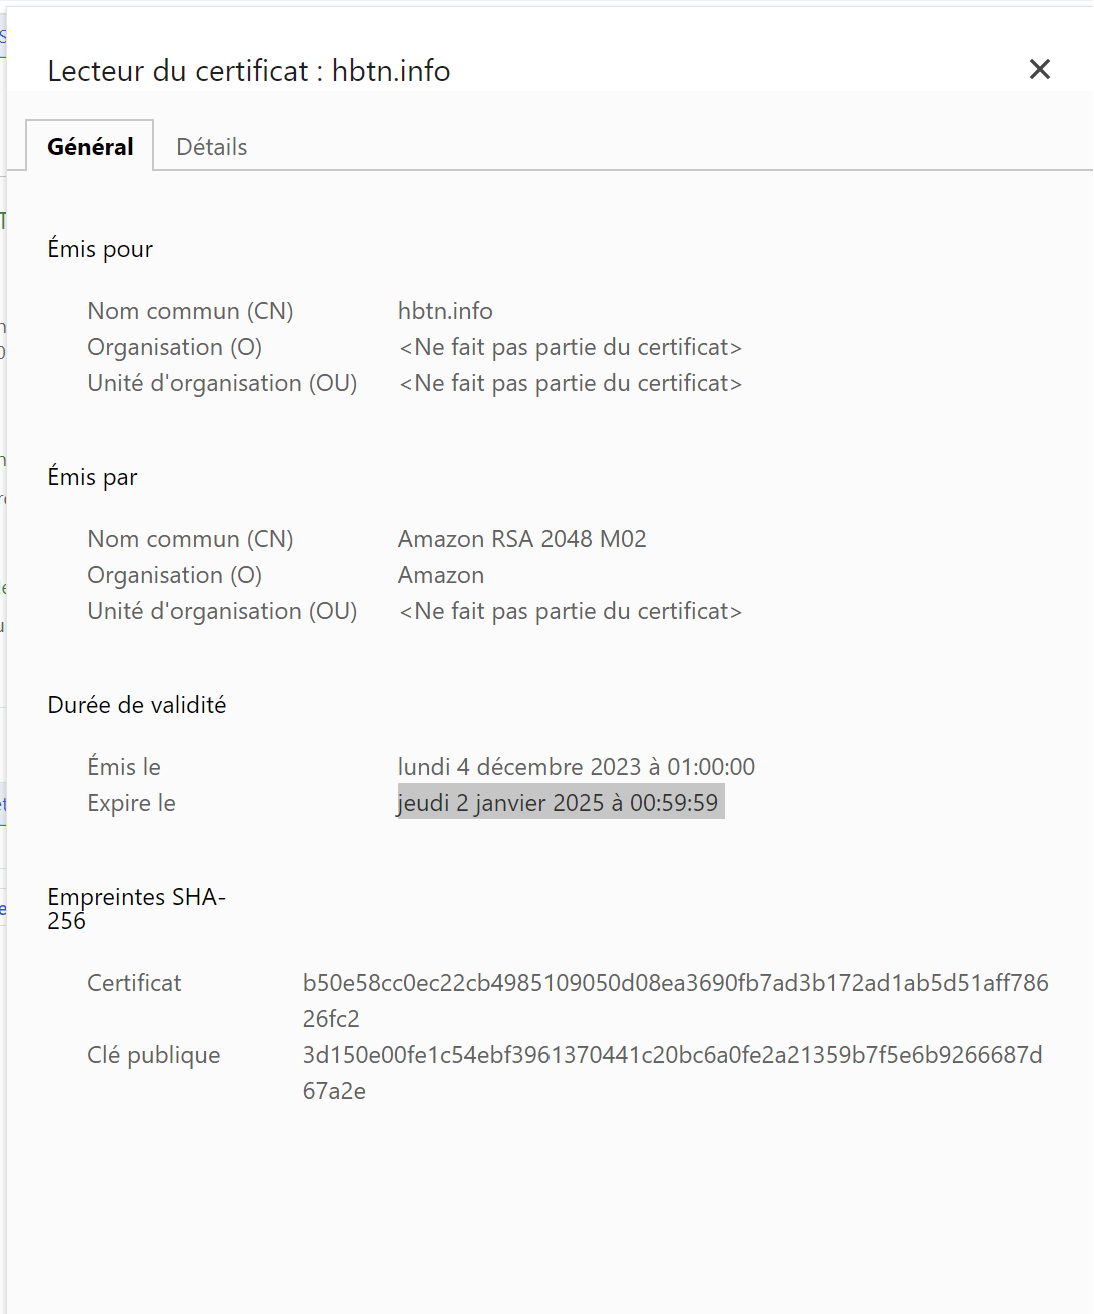 Lecteur du certificat : hbtn.info
Général Détails
Émis pour
Nom commun (CN) hbtn.info
Organisation (O) <Ne fait pas partie du certificat>
Unité d'organisation (OU) <Ne fait pas partie du certificat>
Émis par
Nom commun (CN) Amazon RSA 2048 M02
Organisation (O) Amazon
Unité d'organisation (OU) <Ne fait pas partie du certificat>
Durée de validité
Émis le lundi 4 décembre 2023 à 01:00:00
Expire le jeudi 2 janvier 2025 à 00:59:59
Empreintes SHA-
256
Certificat b50e58cc0ec22cb4985109050d08ea3690fb7ad3b172ad1ab5d51aff786
26fc2
Clé publique 3d150e00fe1c54ebf3961370441c20bc6a0fe2a21359b7f5e6b9266687d
67a2e